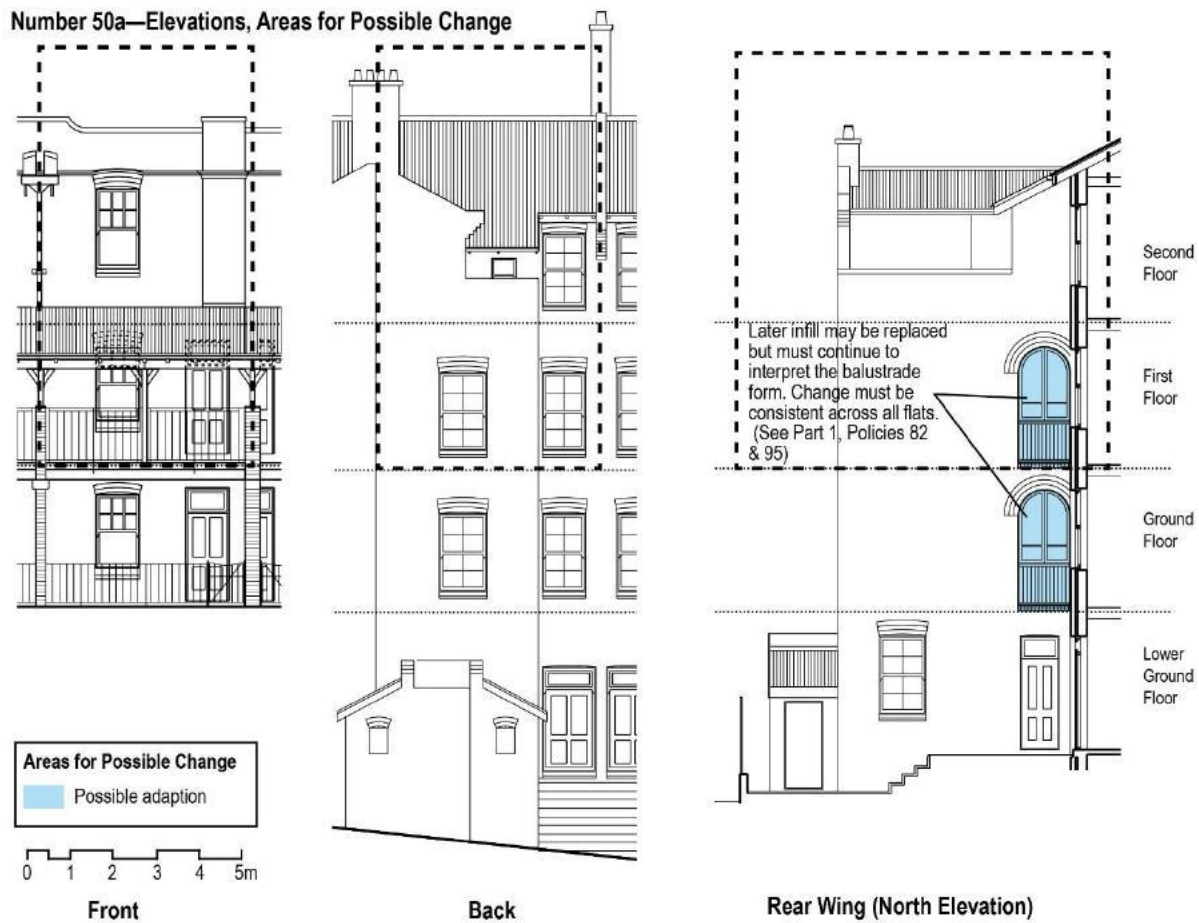 Number 50a—Elevations, Areas for Possible Change
Second
Floor
Later infill may be replaced
but must continue to
interpret the balustrade
form. Change must be
consistent across all flats.
(See Part 1, Policies 82
& 95)
First
Floor
Ground
Floor
Lower
Ground
Floor
Areas for Possible Change
Possible adaption
0 1 2 3 4 5m
Front
Back
Rear Wing (North Elevation)